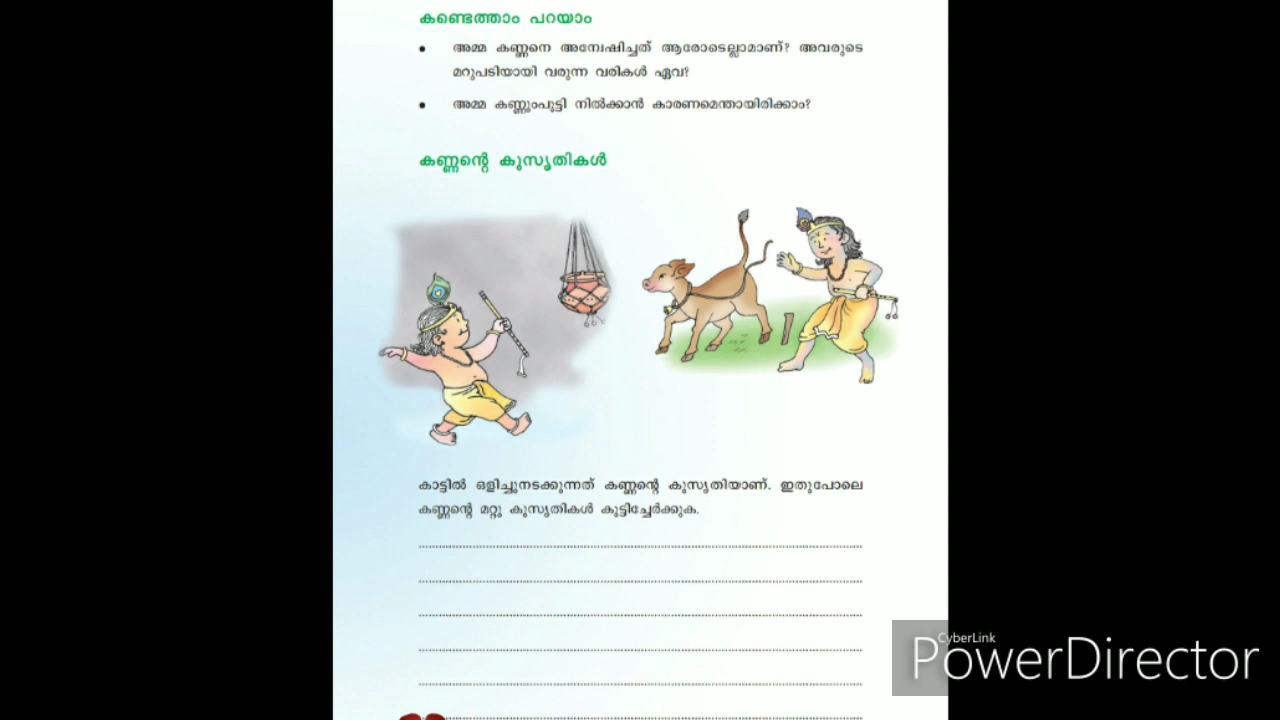 കണ്ടെത്താം പറയാം
• അമ്മ കണ്ണനെ അന്വേഷിച്ചത് ആരോടെല്ലാമാണ്? അവരുടെ
മറുപടിയായി വരുന്ന വരികൾ ഏവ?
• അമ്മ കണ്ണുംപൂട്ടി നിൽക്കാൻ കാരണമെന്തായിരിക്കാം?
കണ്ണന്റെ കുസൃതികൾ
കാട്ടിൽ ഒളിച്ചുനടക്കുന്നത് കണ്ണന്റെ കുസൃതിയാണ്. ഇതുപോലെ
കണ്ണന്റെ മറ്റു കുസൃതികൾ കൂട്ടിച്ചേർക്കുക.
CyberLink
PowerDirector